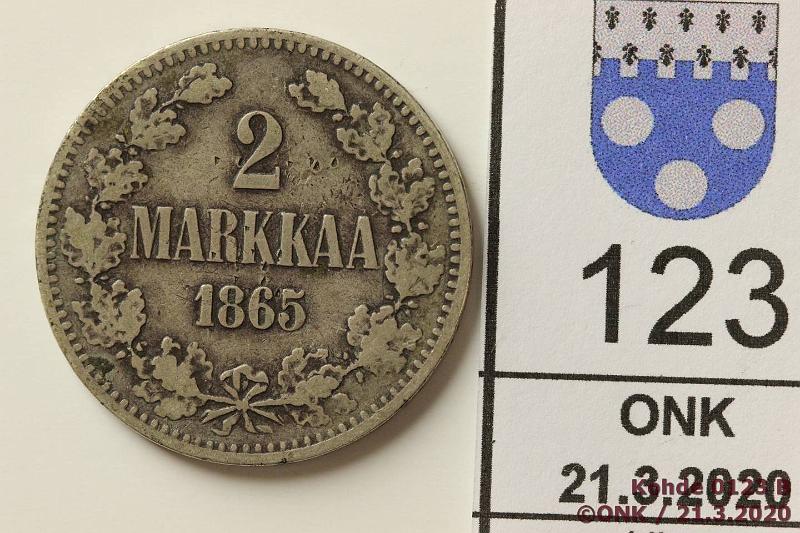 2
MARKKAA
1865
123
ONK
21.3.2020
Kohde 0123 B
©ONK / 21.3.2020